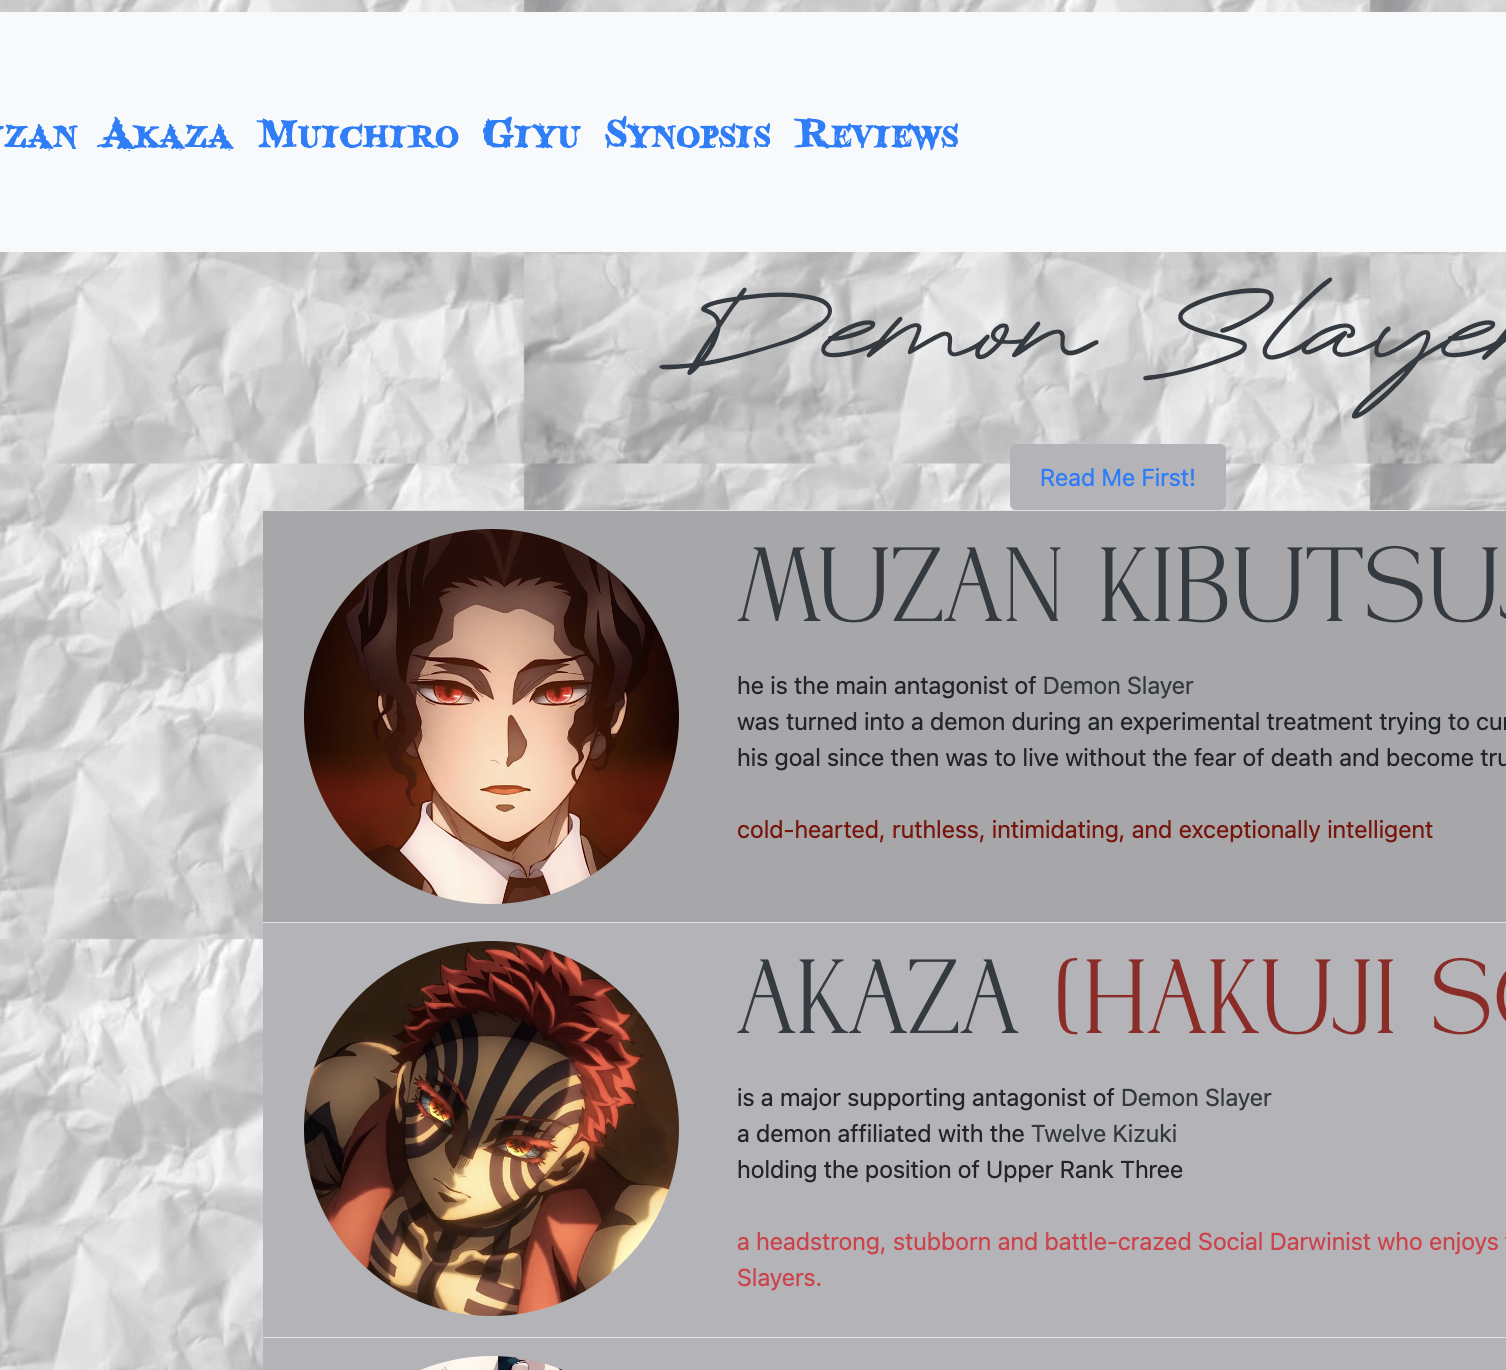 zan Akaza Muichiro Giyu Synopsis Reviews
Demon Slayer
Read Me First!
MUZAN KIBUTSU
he is the main antagonist of Demon Slayer
was turned into a demon during an experimental treatment trying to cu
his goal since then was to live without the fear of death and become tru
cold-hearted, ruthless, intimidating, and exceptionally intelligent
AKAZA (HAKUJI SO
is a major supporting antagonist of Demon Slayer
a demon affiliated with the Twelve Kizuki
holding the position of Upper Rank Three
a headstrong, stubborn and battle-crazed Social Darwinist who enjoys
Slayers.